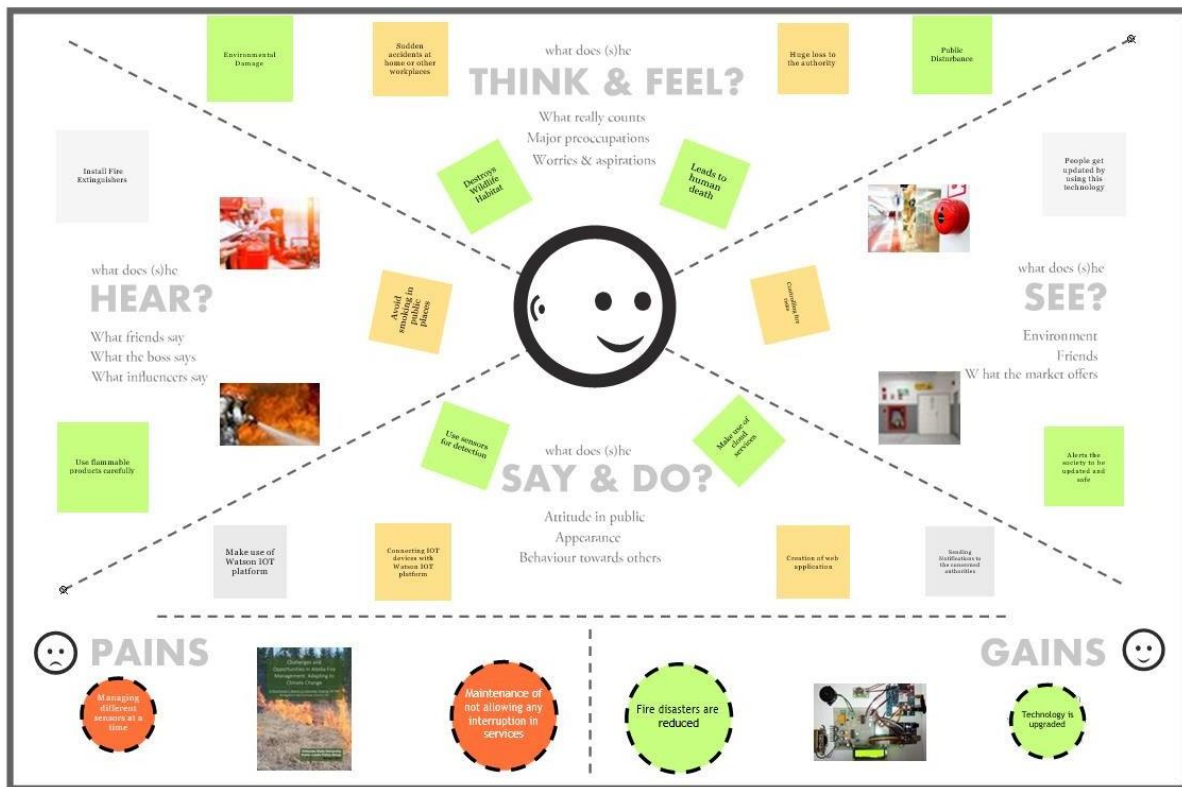 Environmental
Damage
Sudden
accidents at
home or other
workplaces
what does (s)he
THINK & FEEL?
What really counts
Major preoccupations
Worries & aspirations
Huge loss to
the authority
Public
Disturbance
Destroys
Wildlife
Habitat
Leads to
human
death
Install Fire
Extinguishers
what does (s)he
HEAR?
What friends say
What the boss says
What influencers say
Avoid
smoking in
public
places
Use flammable
products carefully
People get
updated by
using this
technology
what does (s)he
SEE?
Environment
Friends
W hat the market offers
Controlling fire
Alerts the
society to be
updated and
safe
Use sensors
for detection
Make use of
cloud
services
what does (s)he
SAY & DO?
Attitude in public
Appearance
Behaviour towards others
Make use of
Watson IOT
platform
Connecting IOT
devices with
Watson IOT
platform
Creation of web
application
Sending
Notifications to
the concerned
authorities
PAINS
Managing
different
sensors at a
time
Challenges and
Opportunities in Alaska Fire
Management: Adapting to
Climate Change
Maintenance of
not allowing any
interruption in
services
GAINS
Fire disasters are
reduced
Technology is
upgraded